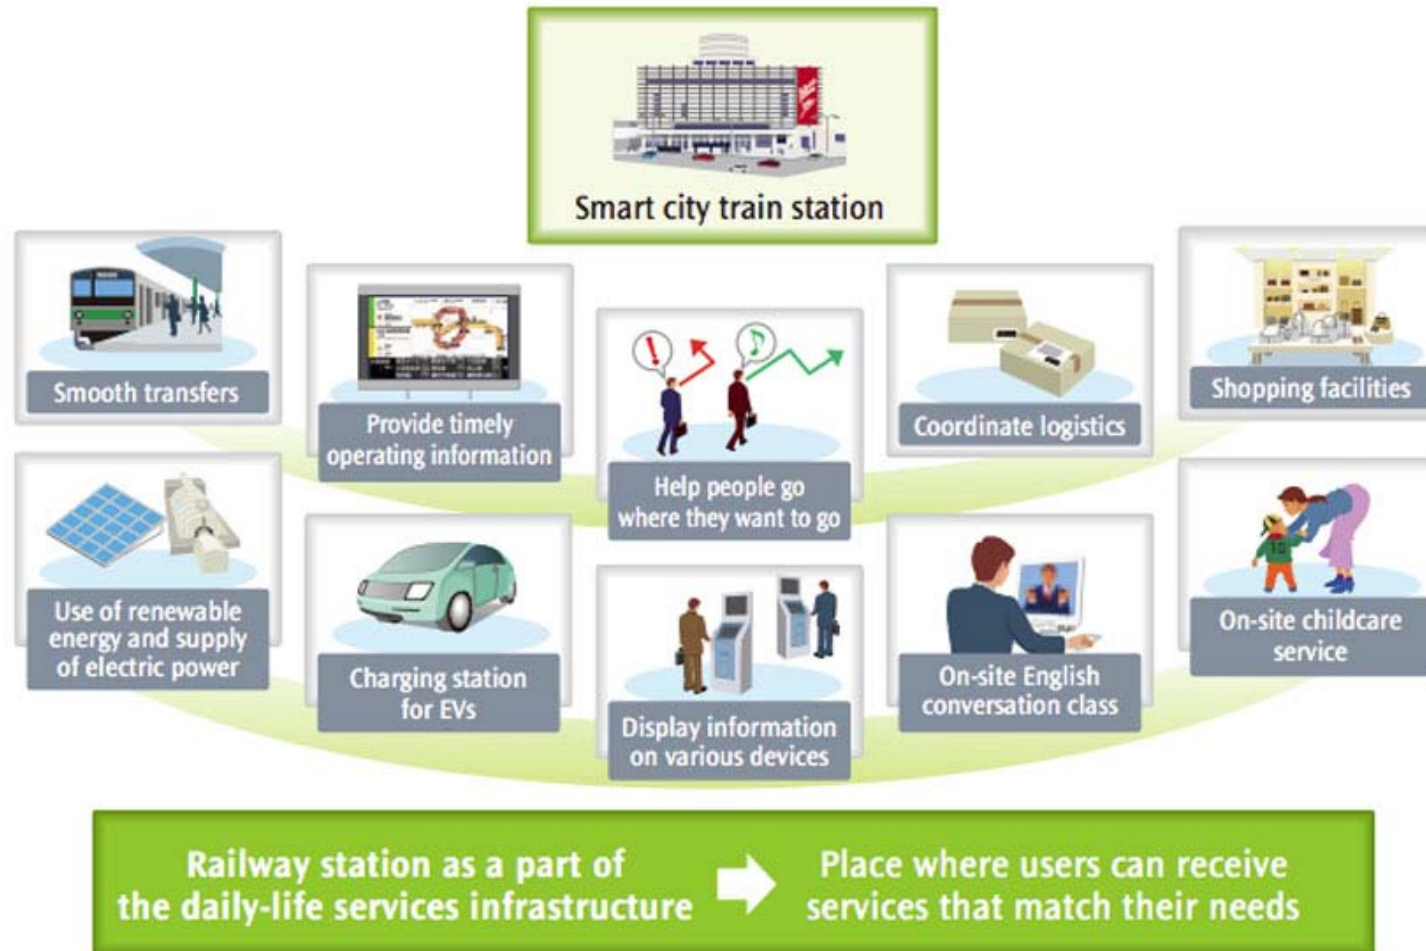 Smart city train station
Smooth transfers
Provide timely
operating information
Help people go
where they want to go
Coordinate logistics
Shopping facilities
Use of renewable
energy and supply
of electric power
Charging station
for EVs
Display information
on various devices
On-site English
conversation class
On-site childcare
service
Railway station as a part of
the daily-life services infrastructure
Place where users can receive
services that match their needs